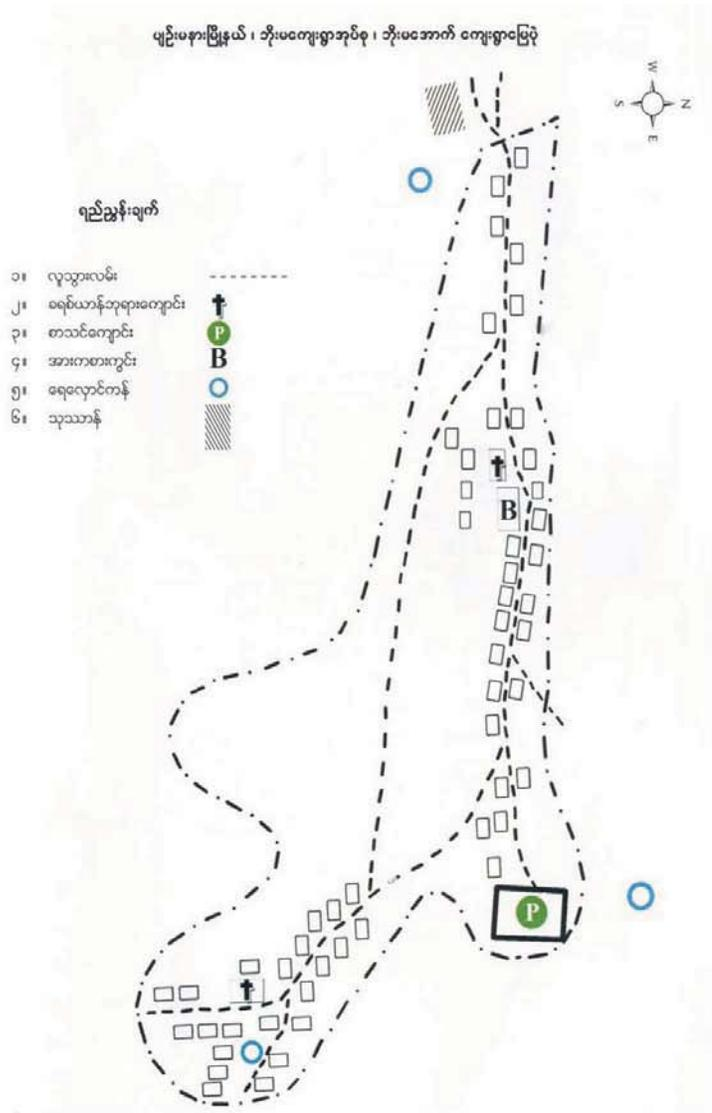 ပျဉ်းမနားမြို့နယ် ၊ ဘိုးမကျေးရွာအုပ်စု ၊ ဘိုးမအောက် ကျေးရွာမြေပုံ
W
S N
E
ရည်ညွှန်းချက်
၁။ လူသွားလမ်း
၂။ ခရစ်ယာန်ဘုရားကျောင်း
၃။ စာသင်ကျောင်း P
၄။ အားကစားကွင်း B
၅။ ရေလှောင်ကန်
၆။ သုဿာန်
B
P